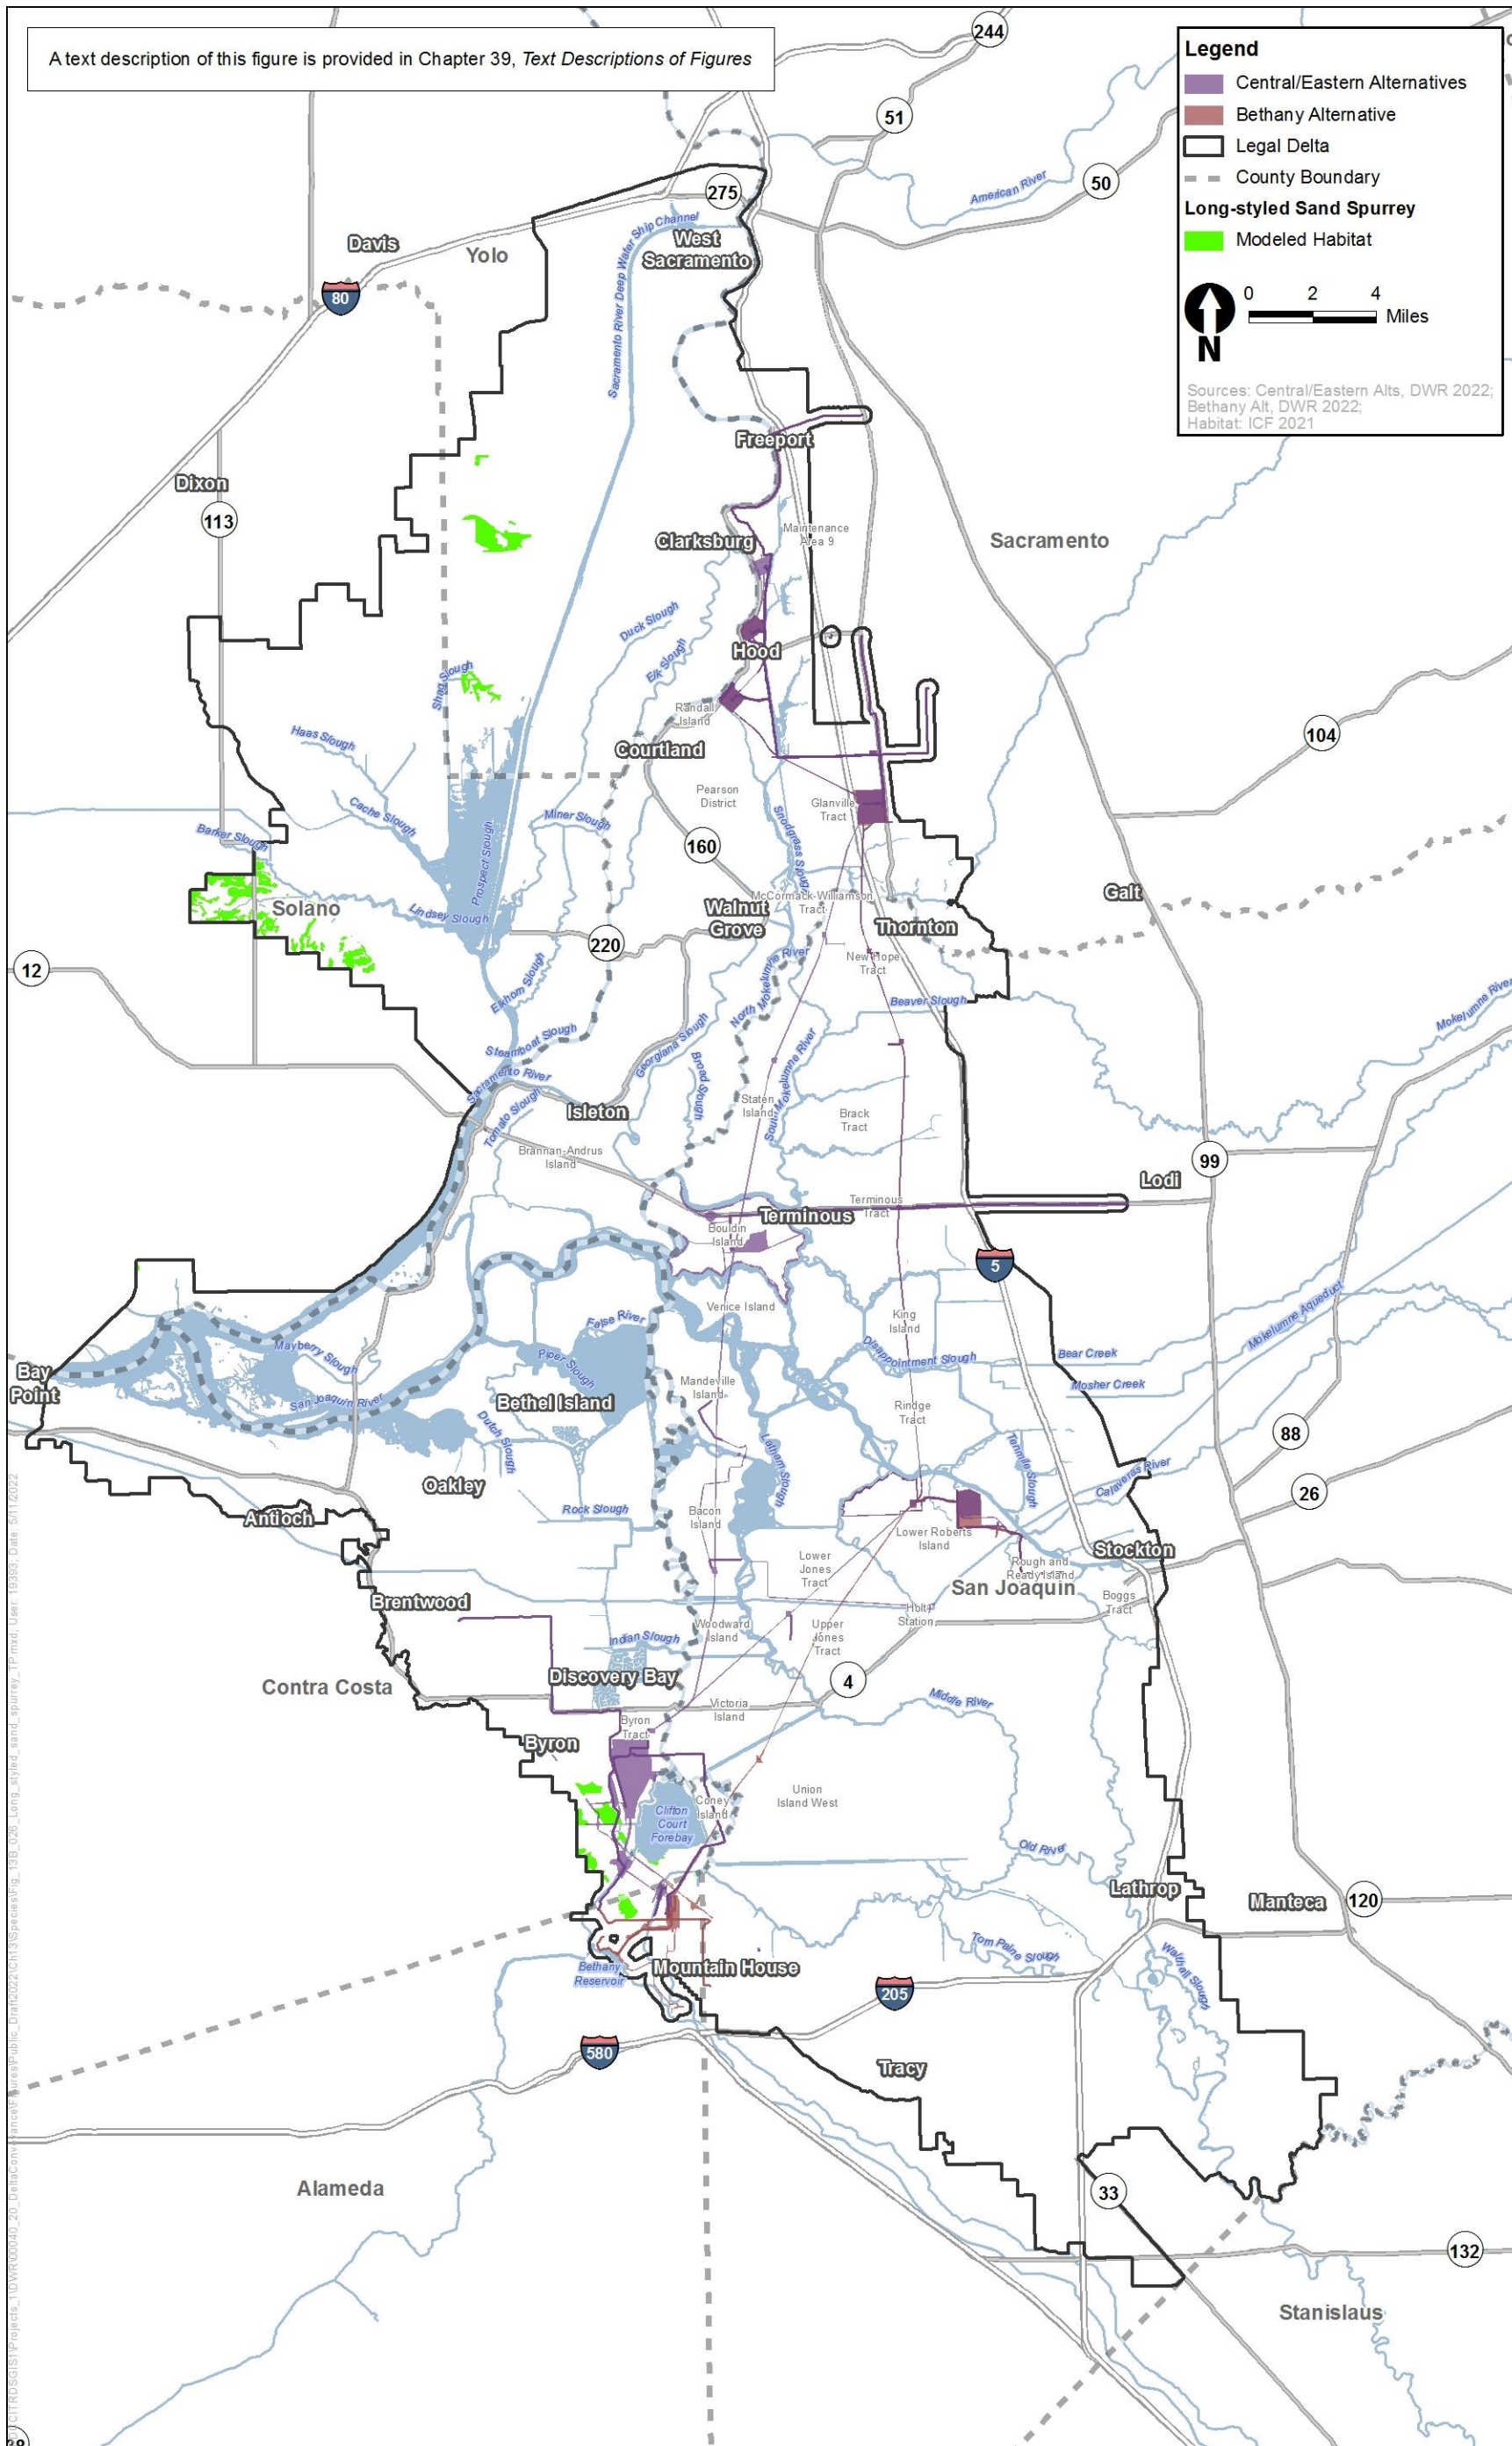 A text description of this figure is provided in Chapter 39, Text Descriptions of Figures
Legend
Central/Eastern Alternatives
Bethany Alternative
Legal Delta
County Boundary
Long-styled Sand Spurrey
Modeled Habitat
0 2 4
Miles
N
Sources: Central/Eastern Alts, DWR 2022;
Bethany Alt, DWR 2022;
Habitat: ICF 2021
244
51
50
American River
275
Sacramento River Deep Water Ship Channel
West
Sacramento
Davis
Yolo
80
Freeport
Dixon
113
Clarksburg
Maintenance
Area 9
Sacramento
Duck Slough
Elk Slough
Hood
Shag Slough
Randall
Island
Haas Slough
Courtland
104
Pearson
District
Glanville
Tract
Cache Slough
Miner Slough
Snodgrass Slough
Barker Slough
Prospect Slough
160
Solano
Lindsey Slough
McCormack-Williamson
Tract
Galt
Walnut
Grove
Thornton
220
12
New Hope
Tract
Elkhorn Slough
North Mokelumne River
Beaver Slough
Mokelumne River
Steamboat Slough
Georgiana Slough
Broad Slough
South Mokelumne River
Sacramento River
Tomato Slough
Isleton
Staten
Island
Brack
Tract
Brannan-Andrus
Island
99
Lodi
Terminous
Terminous
Tract
Bouldin
Island
5
Venice Island
King
Island
False River
Mokelumne Aqueduct
Mayberry Slough
Piper Slough
Disappointment Slough
Bear Creek
Bay
Point
Mosher Creek
San Joaquin River
Bethel Island
Mandeville
Island
Rindge
Tract
Dutch Slough
88
Latham Slough
Tenmile Slough
Calaveras River
Oakley
26
Antioch
Rock Slough
Bacon
Island
Lower Roberts
Island
Stockton
Lower
Jones
Tract
Rough and
Ready Island
San Joaquin
Brentwood
Holt
Station
Boggs
Tract
Woodward
Island
Upper
Jones
Tract
Indian Slough
Discovery Bay
Contra Costa
4
Victoria
Island
Middle River
Byron
Tract
Byron
Union
Island West
Coney
Island
Clifton
Court
Forebay
Old River
Lathrop
Manteca
120
Tom Paine Slough
Walthall Slough
Bethany
Reservoir
Mountain House
205
580
Tracy
Alameda
33
132
Stanislaus